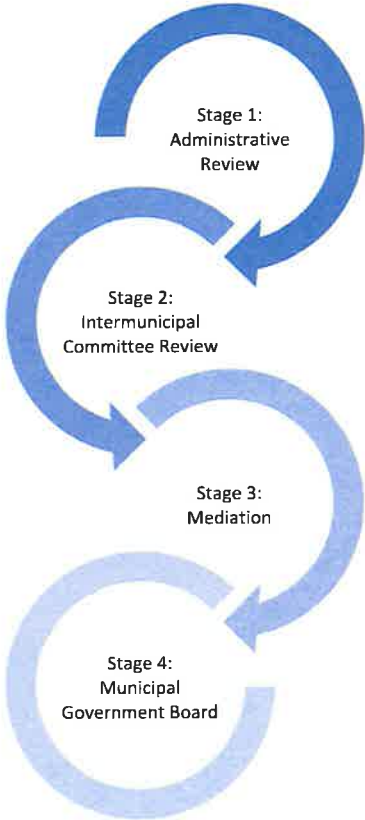 Stage 1:
Administrative
Review
Stage 2:
Intermunicipal
Committee Review
Stage 3:
Mediation
Stage 4:
Municipal
Government Board